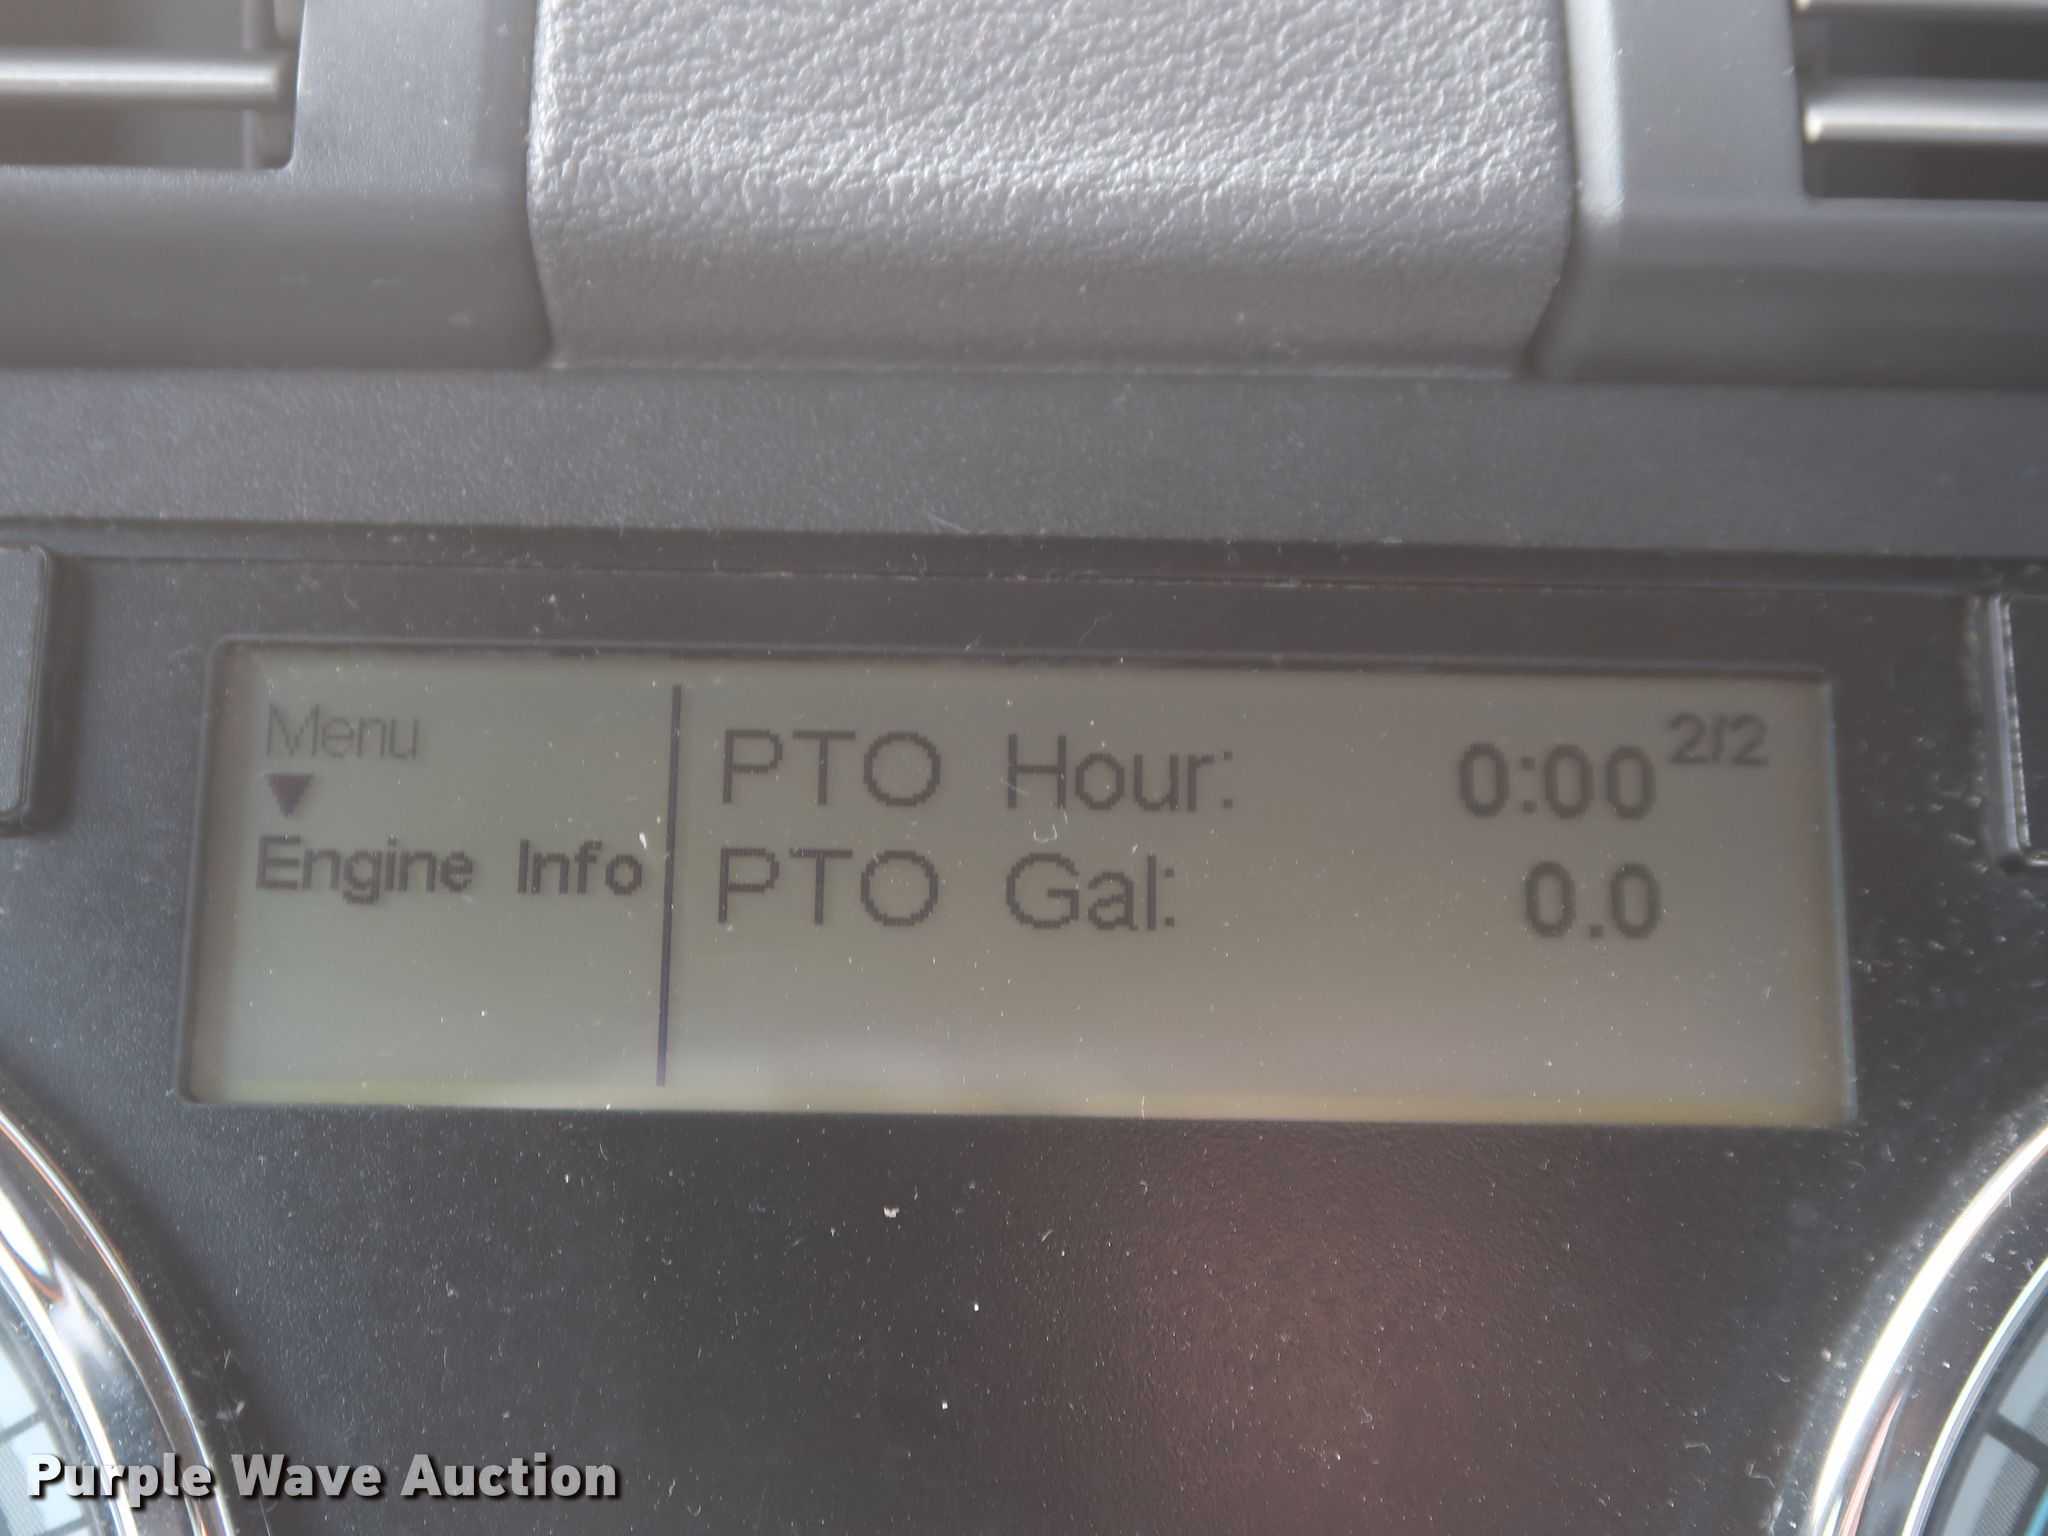 Menu
Engine Info
PTO Hour: 0:00 2/2
PTO Gal: 0.0
Purple Wave Auction